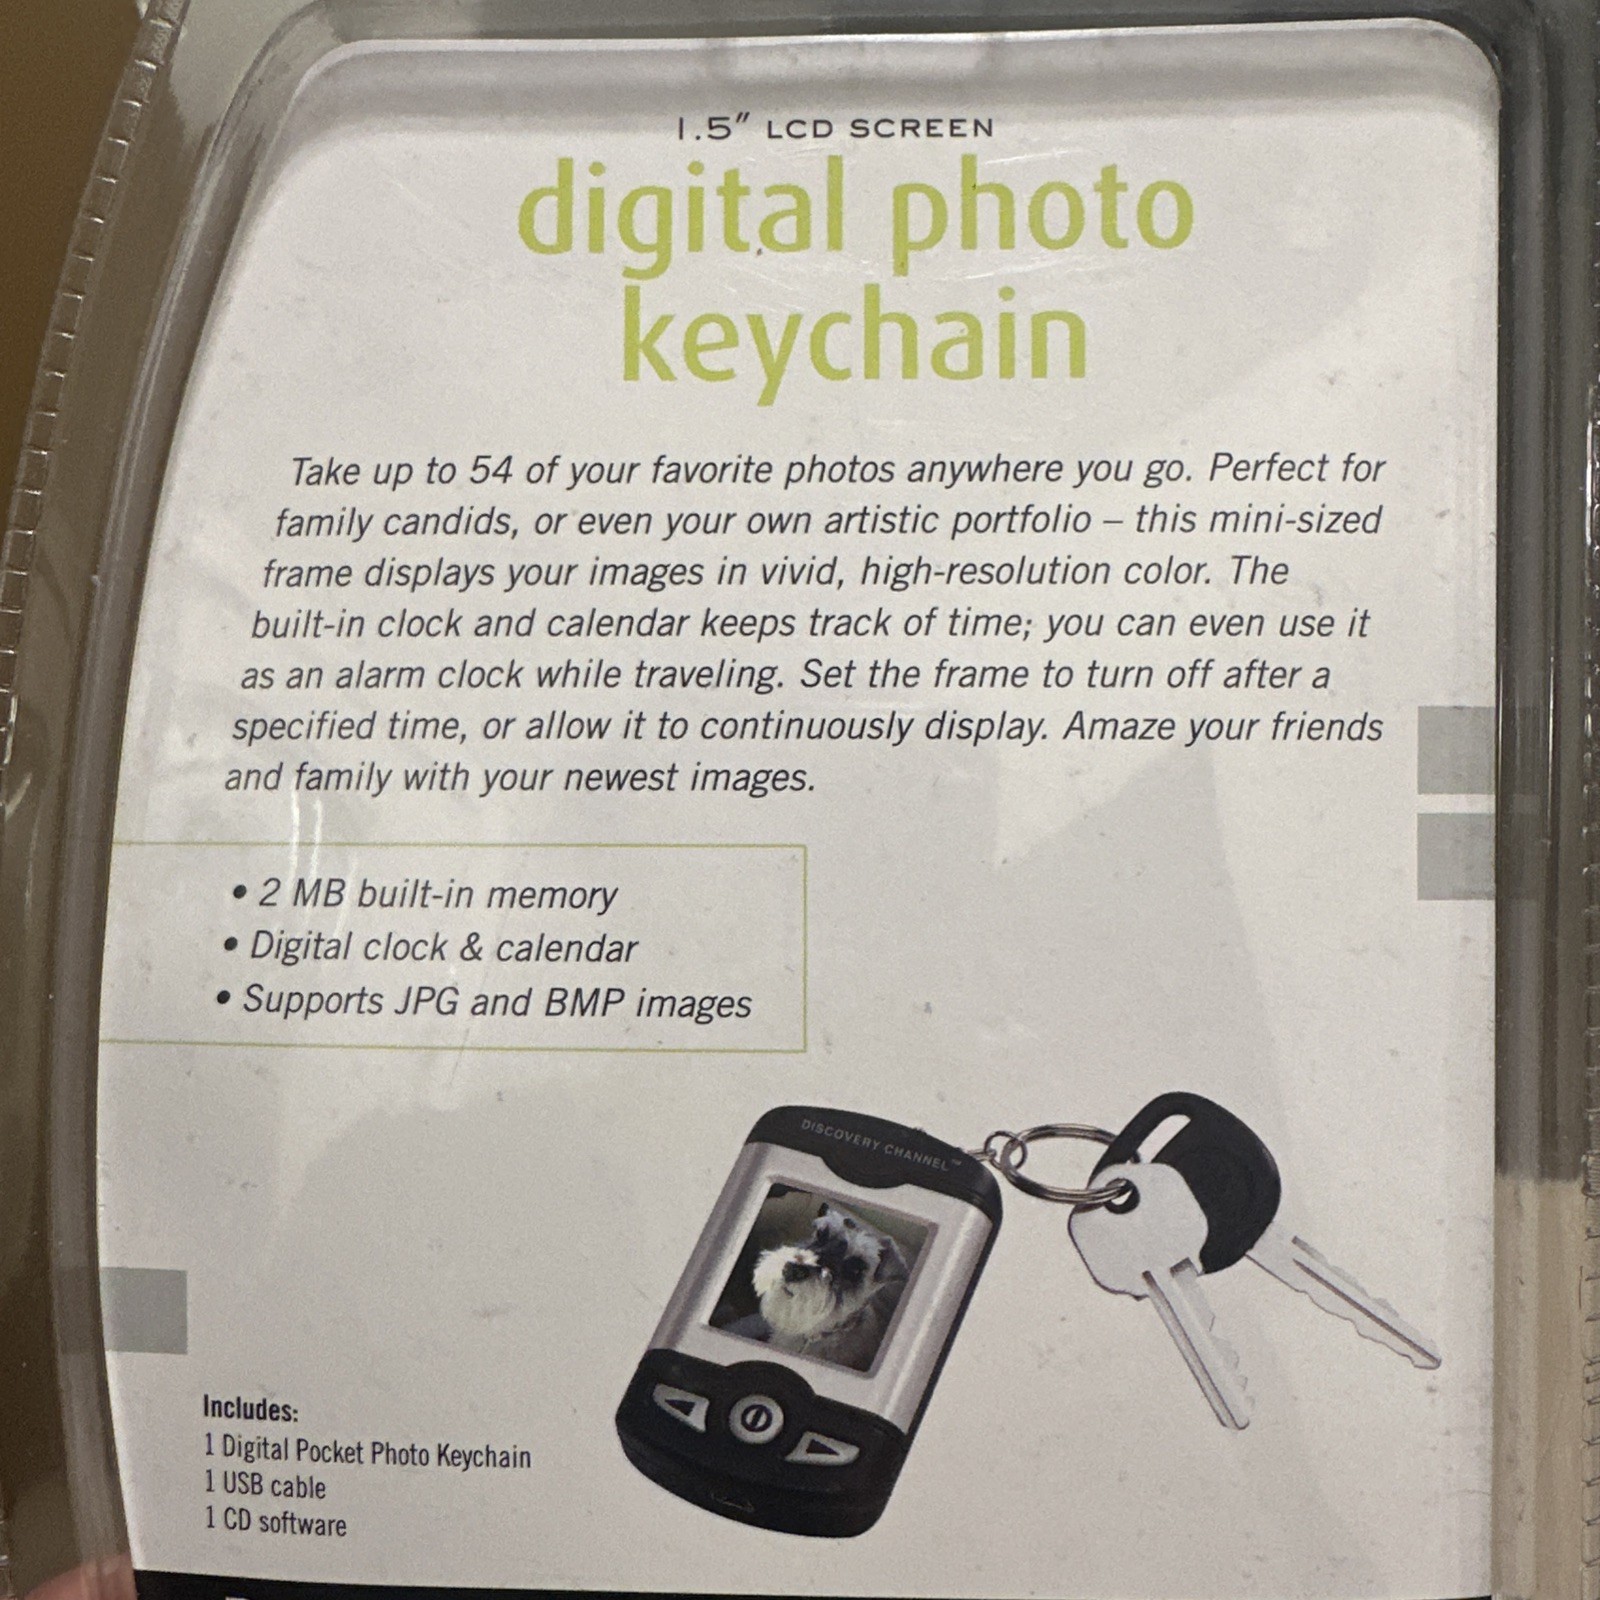 1.5" LCD SCREEN
digital photo
keychain
Take up to 54 of your favorite photos anywhere you go. Perfect for
family candids, or even your own artistic portfolio – this mini-sized
frame displays your images in vivid, high-resolution color. The
built-in clock and calendar keeps track of time; you can even use it
as an alarm clock while traveling. Set the frame to turn off after a
specified time, or allow it to continuously display. Amaze your friends
and family with your newest images.
• 2 MB built-in memory
• Digital clock & calendar
• Supports JPG and BMP images
DISCOVERY CHANNEL™
Includes:
1 Digital Pocket Photo Keychain
1 USB cable
1 CD software